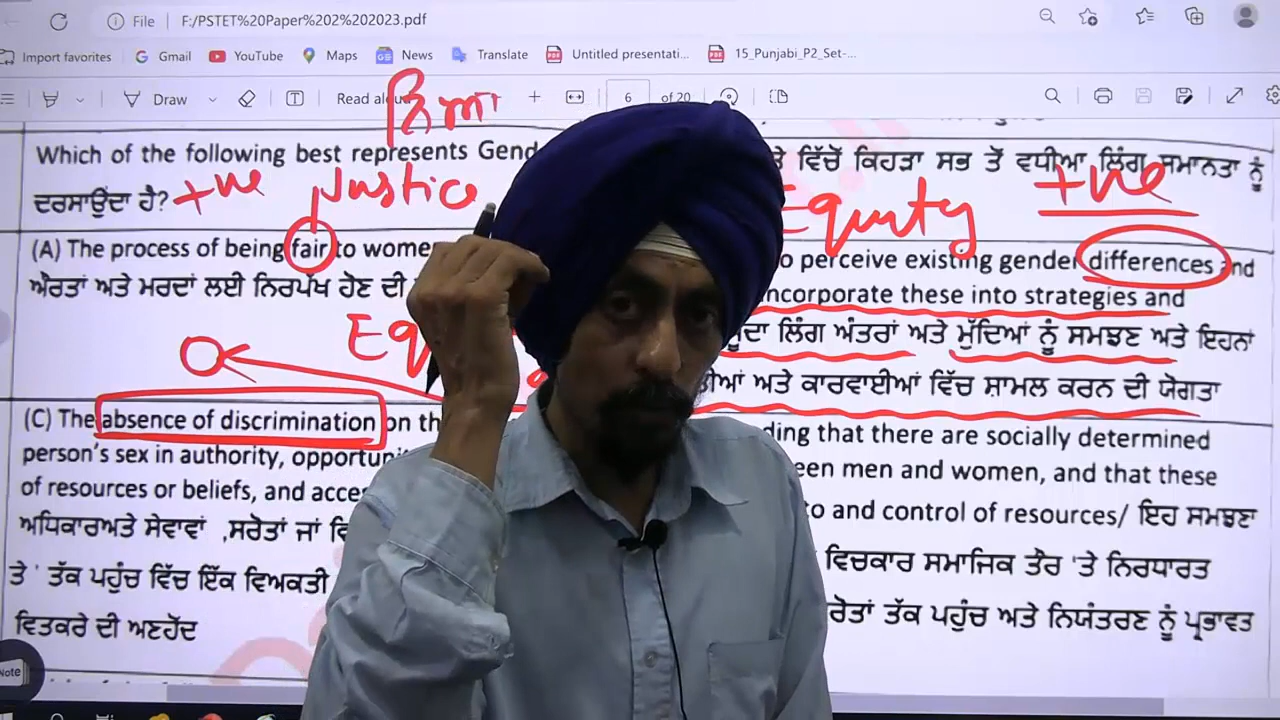 File F:/PSTET%20Paper%202%202023.pdf
Import favorites Gmail YouTube Maps News Translate Untitled presentati... 15_Punjabi_P2_Set-...
Draw Read alou 6 of 20
Which of the following best represents Gend ਤੇ ਵਿੱਚੋਂ ਕਿਹੜਾ ਸਭ ਤੋਂ ਵਧੀਆ ਲਿੰਗ ਸਮਾਨਤਾ ਨੂੰ
ਦਰਸਾਉਂਦਾ ਹੈ? +ve Justice Equity +ve
(A) The process of being fair to wome o perceive existing gender differences and
ਔਰਤਾਂ ਅਤੇ ਮਰਦਾਂ ਲਈ ਨਿਰਪੱਖ ਹੋਣ ਦੀ ncorporate these into strategies and
ੂਦਾ ਲਿੰਗ ਅੰਤਰਾਂ ਅਤੇ ਮੁੱਦਿਆਂ ਨੂੰ ਸਮਝਣ ਅਤੇ ਇਹਨਾਂ
Equ ਤੀਆਂ ਅਤੇ ਕਾਰਵਾਈਆਂ ਵਿੱਚ ਸ਼ਾਮਲ ਕਰਨ ਦੀ ਯੋਗਤਾ
(C) The absence of discrimination on th ding that there are socially determined
person's sex in authority, opportuni een men and women, and that these
of resources or beliefs, and acce to and control of resources/ ਇਹ ਸਮਝਣਾ
ਅਧਿਕਾਰਅਤੇ ਸੇਵਾਵਾਂ ,ਸਰੋਤਾਂ ਜਾਂ ਵਿ ਵਿਚਕਾਰ ਸਮਾਜਿਕ ਤੌਰ 'ਤੇ ਨਿਰਧਾਰਤ
ਤੇ ' ਤੱਕ ਪਹੁੰਚ ਵਿੱਚ ਇੱਕ ਵਿਅਕਤੀ ਰੋਤਾਂ ਤੱਕ ਪਹੁੰਚ ਅਤੇ ਨਿਯੰਤਰਣ ਨੂੰ ਪ੍ਰਭਾਵਤ
ਵਿਤਕਰੇ ਦੀ ਅਣਹੋਂਦ
Note